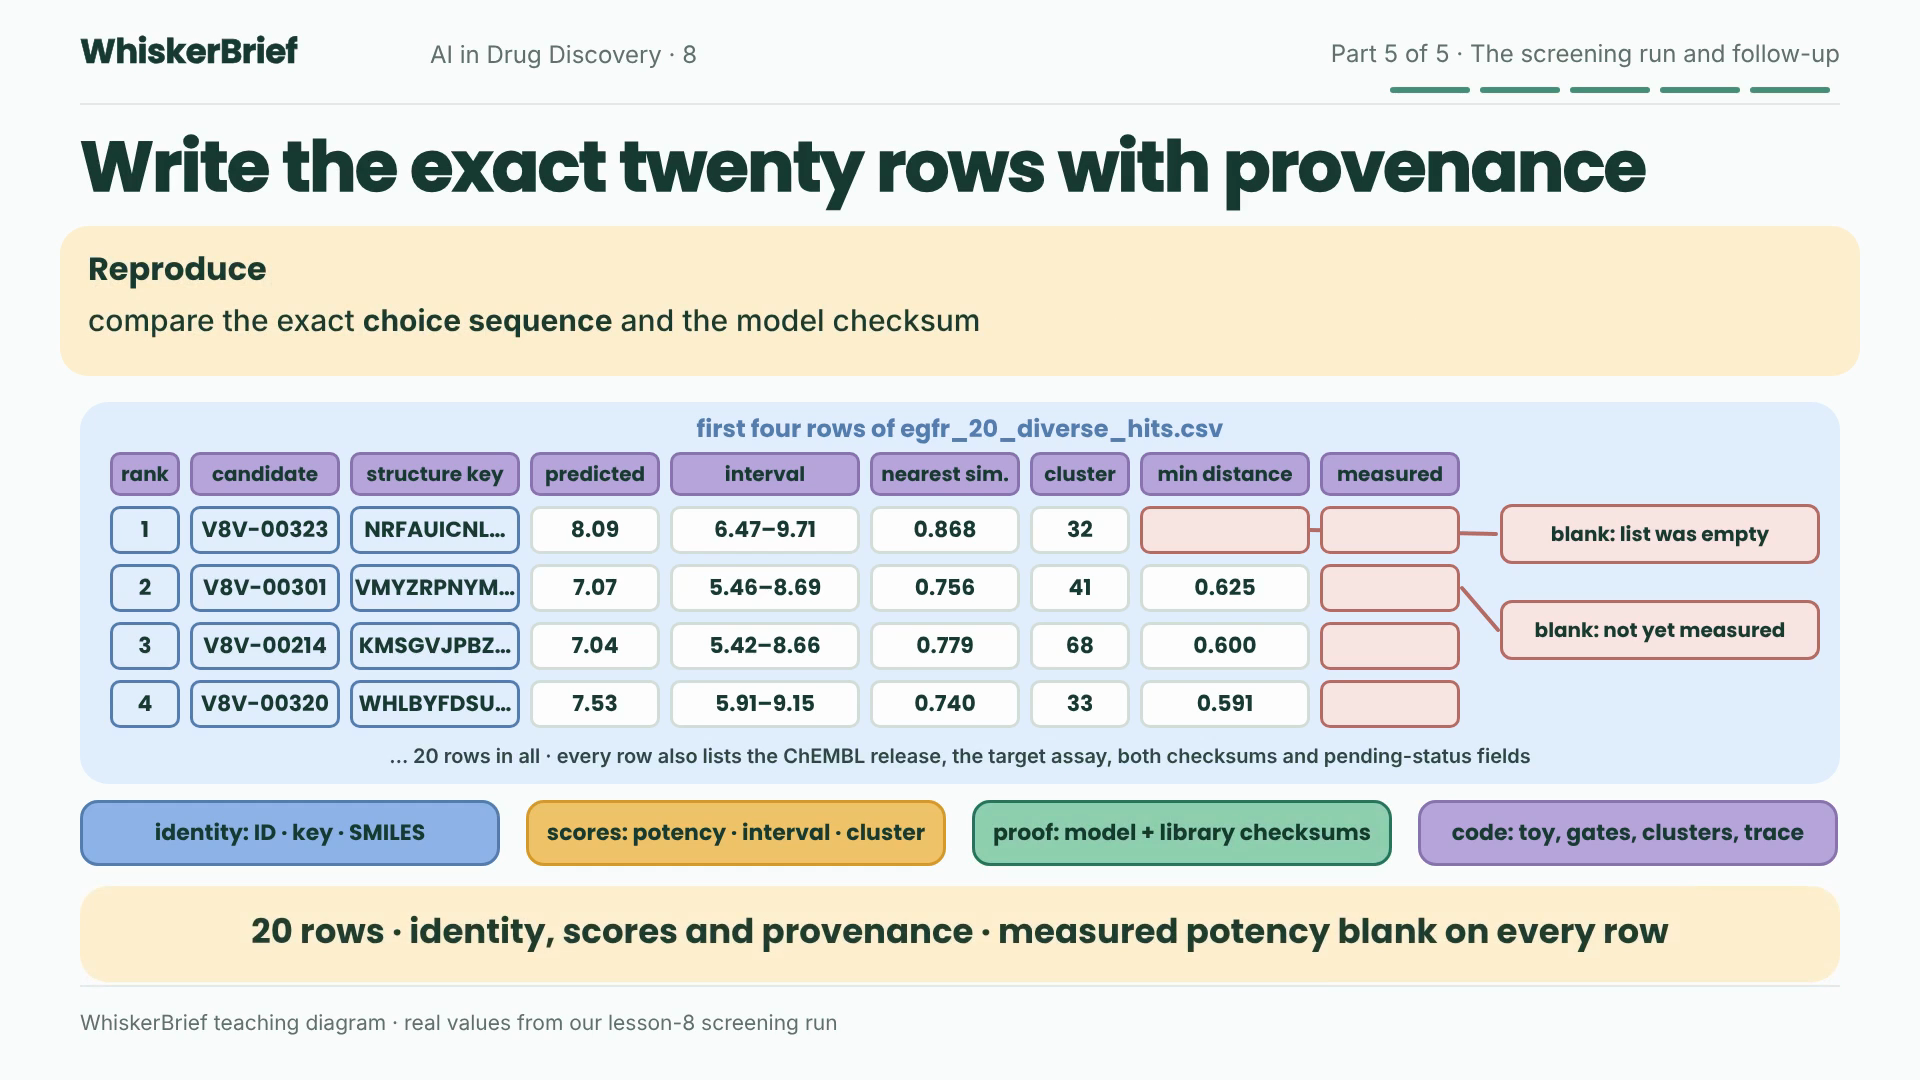 WhiskerBrief
AI in Drug Discovery · 8
Part 5 of 5 · The screening run and follow-up
Write the exact twenty rows with provenance
Reproduce
compare the exact choice sequence and the model checksum
first four rows of egfr_20_diverse_hits.csv
rank candidate structure key predicted interval nearest sim. cluster min distance measured
1 V8V-00323 NRFAUICNL... 8.09 6.47–9.71 0.868 32
blank: list was empty
2 V8V-00301 VMYZRPNYM... 7.07 5.46–8.69 0.756 41 0.625
blank: not yet measured
3 V8V-00214 KMSGVJPBZ... 7.04 5.42–8.66 0.779 68 0.600
4 V8V-00320 WHLBYFDSU... 7.53 5.91–9.15 0.740 33 0.591
... 20 rows in all · every row also lists the ChEMBL release, the target assay, both checksums and pending-status fields
identity: ID · key · SMILES
scores: potency · interval · cluster
proof: model + library checksums
code: toy, gates, clusters, trace
20 rows · identity, scores and provenance · measured potency blank on every row
WhiskerBrief teaching diagram · real values from our lesson-8 screening run